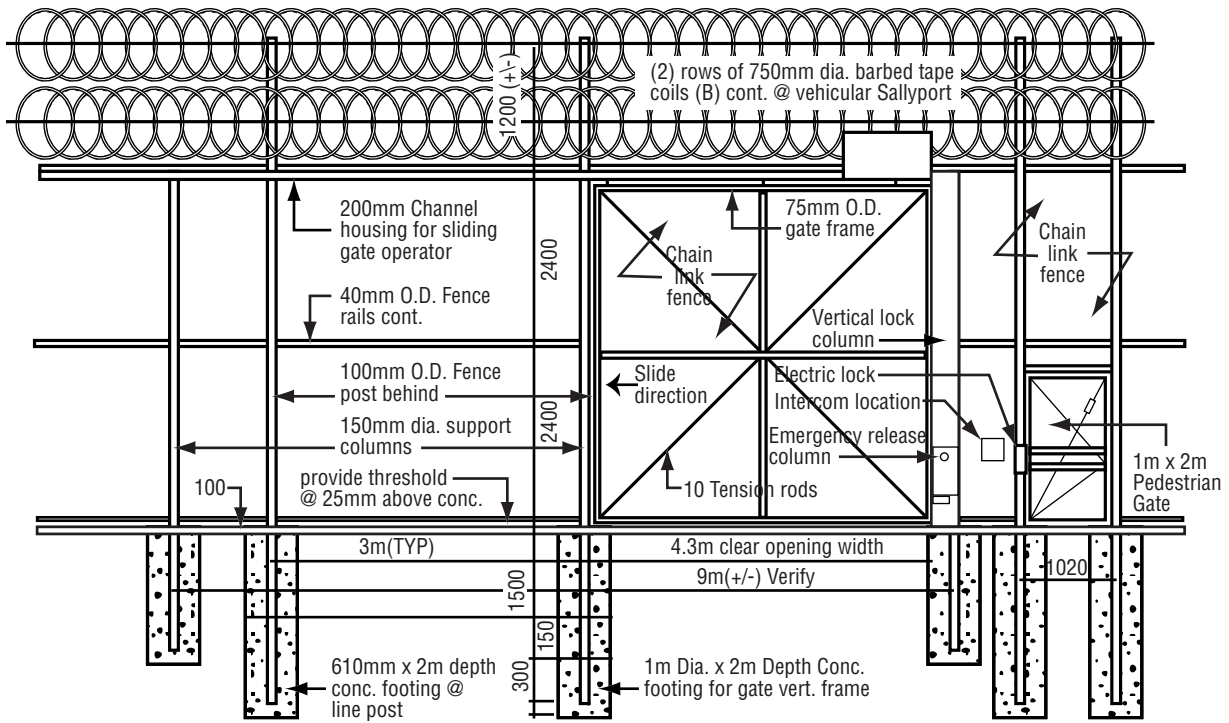 (2) rows of 750mm dia. barbed tape
coils (B) cont. @ vehicular Sallyport
1200 (+\-)
200mm Channel
housing for sliding
gate operator
2400
75mm O.D.
gate frame
Chain
link
fence
Chain
link
fence
40mm O.D. Fence
rails cont.
Vertical lock
column
100mm O.D. Fence
post behind
Slide
direction
Electric lock
Intercom location
150mm dia. support
columns
2400
Emergency release
column
1m x 2m
Pedestrian
Gate
provide threshold
@ 25mm above conc.
100
10 Tension rods
3m(TYP)
4.3m clear opening width
9m(+/-) Verify
1020
1500
150
300
610mm x 2m depth
conc. footing @
line post
1m Dia. x 2m Depth Conc.
footing for gate vert. frame